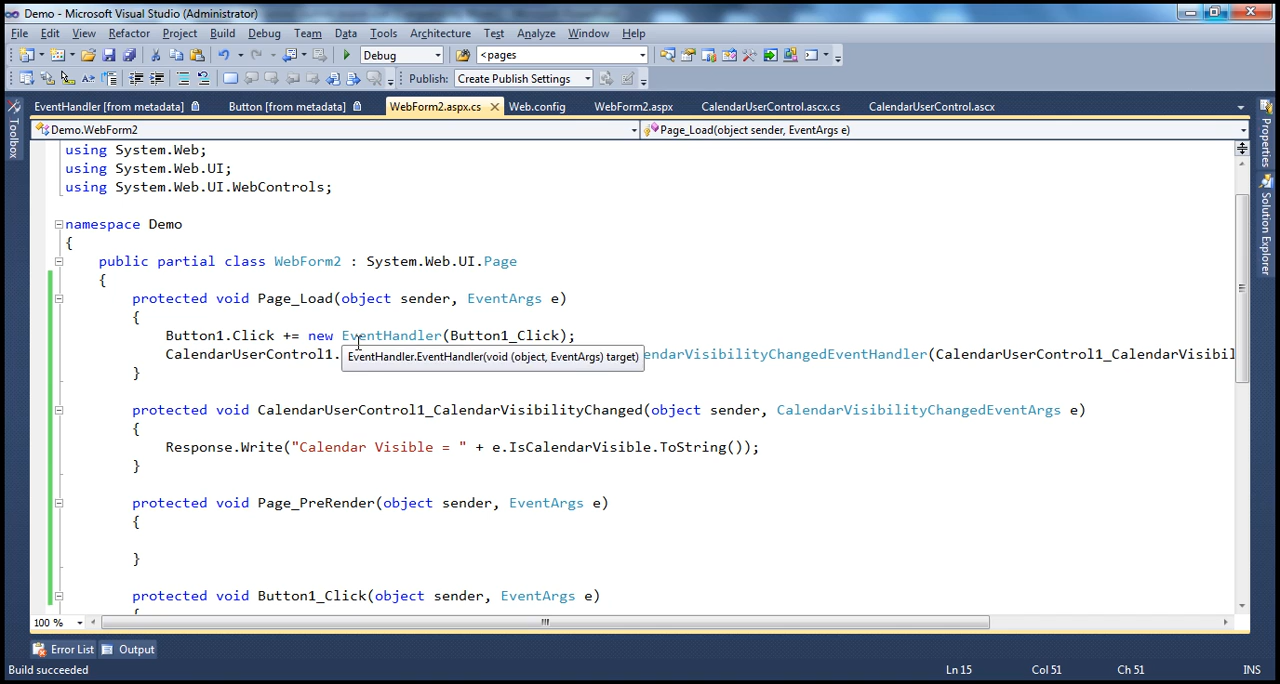 Demo - Microsoft Visual Studio (Administrator)
File Edit View Refactor Project Build Debug Team Data Tools Architecture Test Analyze Window Help
Debug <pages
Publish: Create Publish Settings
EventHandler [from metadata] Button [from metadata] WebForm2.aspx.cs Web.config WebForm2.aspx CalendarUserControl.ascx.cs CalendarUserControl.ascx
Toolbox
Properties
Solution Explorer
Demo.WebForm2 Page_Load(object sender, EventArgs e)
using System.Web;
using System.Web.UI;
using System.Web.UI.WebControls;
namespace Demo
{
public partial class WebForm2 : System.Web.UI.Page
{
protected void Page_Load(object sender, EventArgs e)
{
Button1.Click += new EventHandler(Button1_Click);
CalendarUserControl1. endarVisibilityChangedEventHandler(CalendarUserControl1_CalendarVisibil
EventHandler.EventHandler(void (object, EventArgs) target)
}
protected void CalendarUserControl1_CalendarVisibilityChanged(object sender, CalendarVisibilityChangedEventArgs e)
{
Response.Write("Calendar Visible = " + e.IsCalendarVisible.ToString());
}
protected void Page_PreRender(object sender, EventArgs e)
{
}
protected void Button1_Click(object sender, EventArgs e)
{
100 %
Error List Output
Build succeeded Ln 15 Col 51 Ch 51 INS